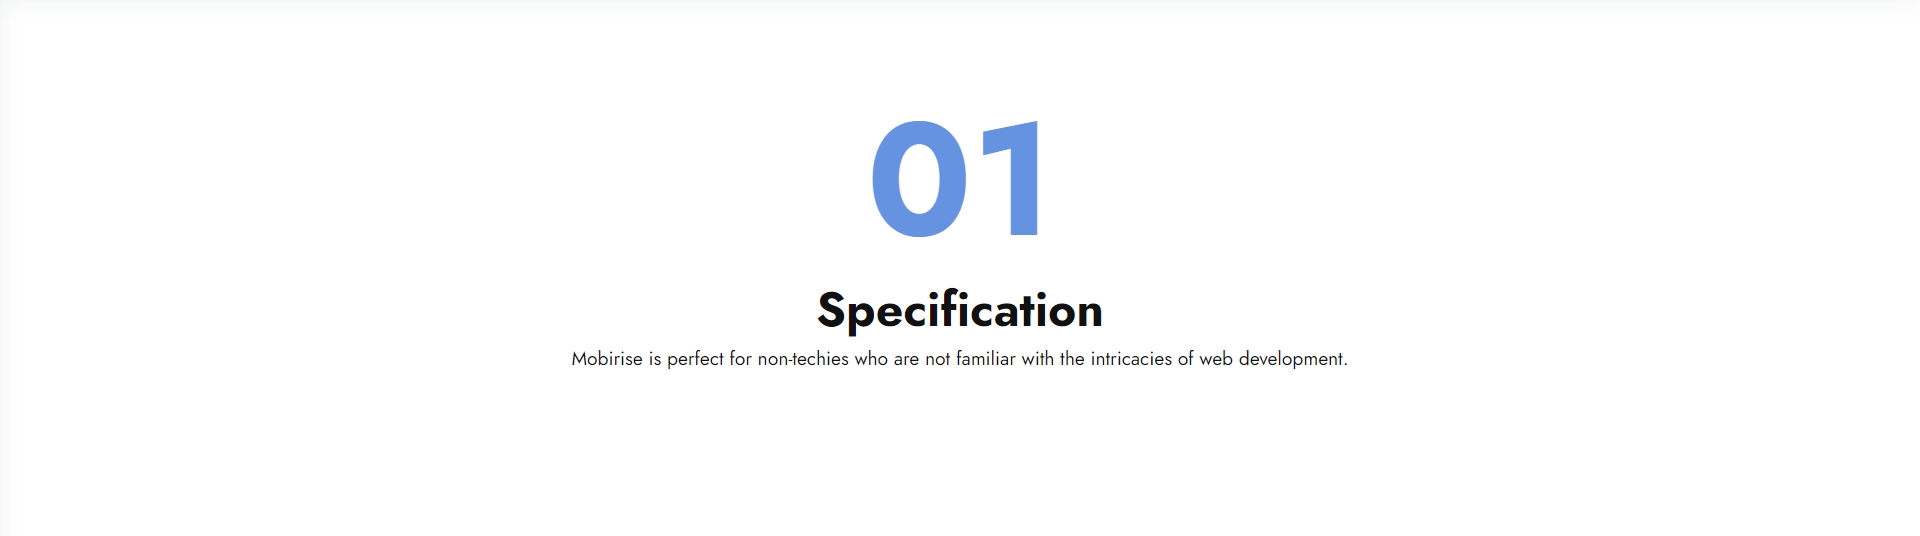 01
Specification
Mobirise is perfect for non-techies who are not familiar with the intricacies of web development.